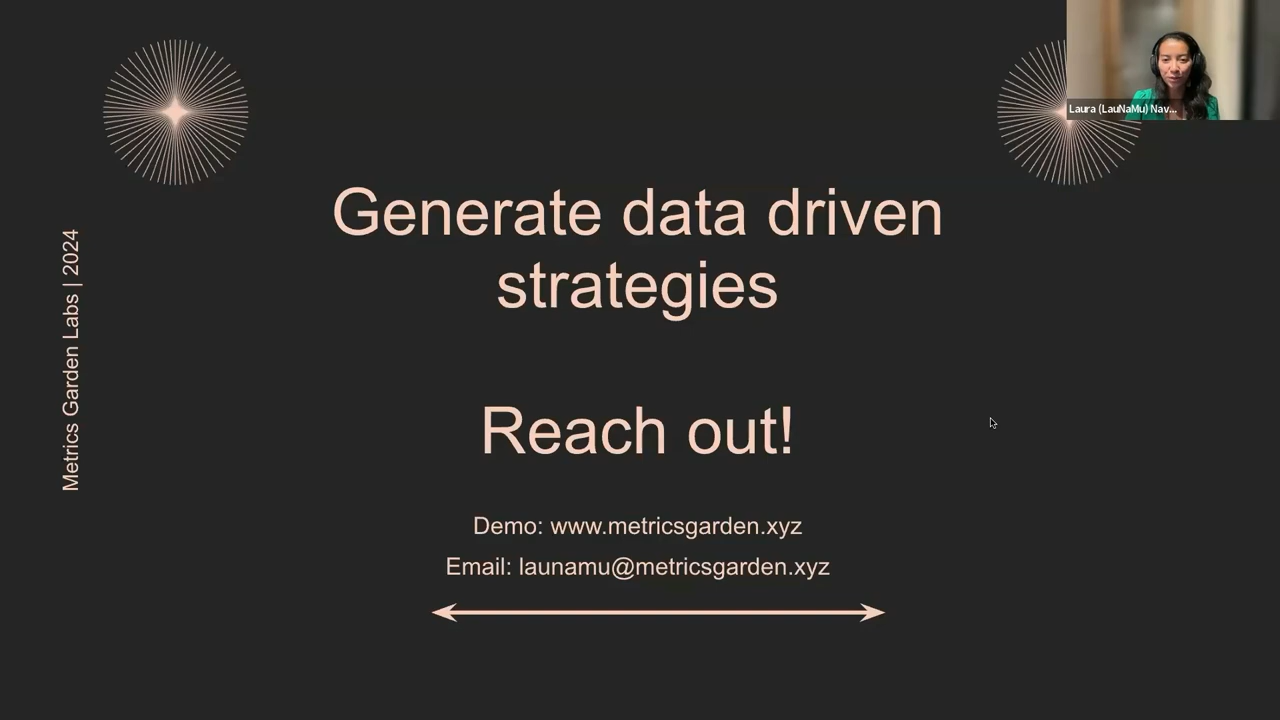 Laura (LauNaMu) Nav...
Generate data driven
strategies
Reach out!
Metrics Garden Labs | 2024
Demo: www.metricsgarden.xyz
Email: launamu@metricsgarden.xyz